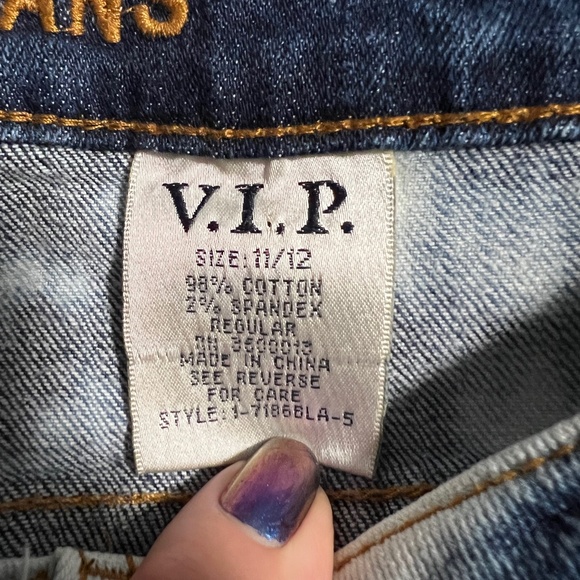 ANS
V.I.P.
SIZE: 11/12
98% COTTON
2% SPANDEX
REGULAR
MADE IN CHINA
SEE REVERSE
FOR CARE
STYLE: 1-7186BLA-5